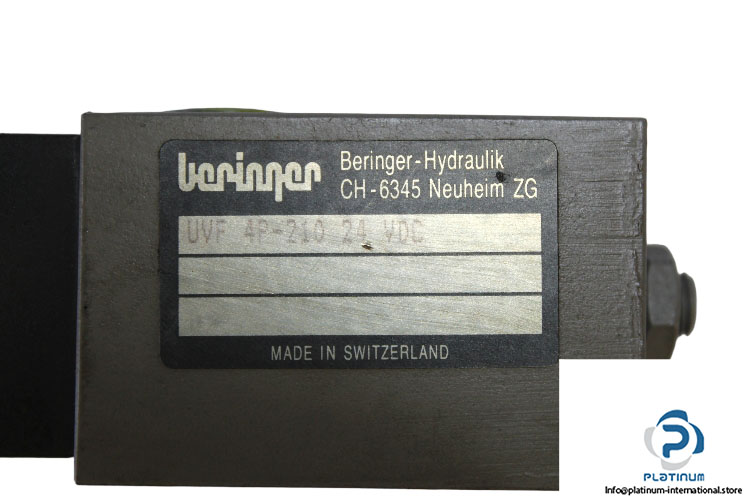 beringer
Beringer-Hydraulik
CH-6345 Neuheim ZG
UVF 4P-210 24 VDC
MADE IN SWITZERLAND
PLATINUM
Info@platinum-international.store